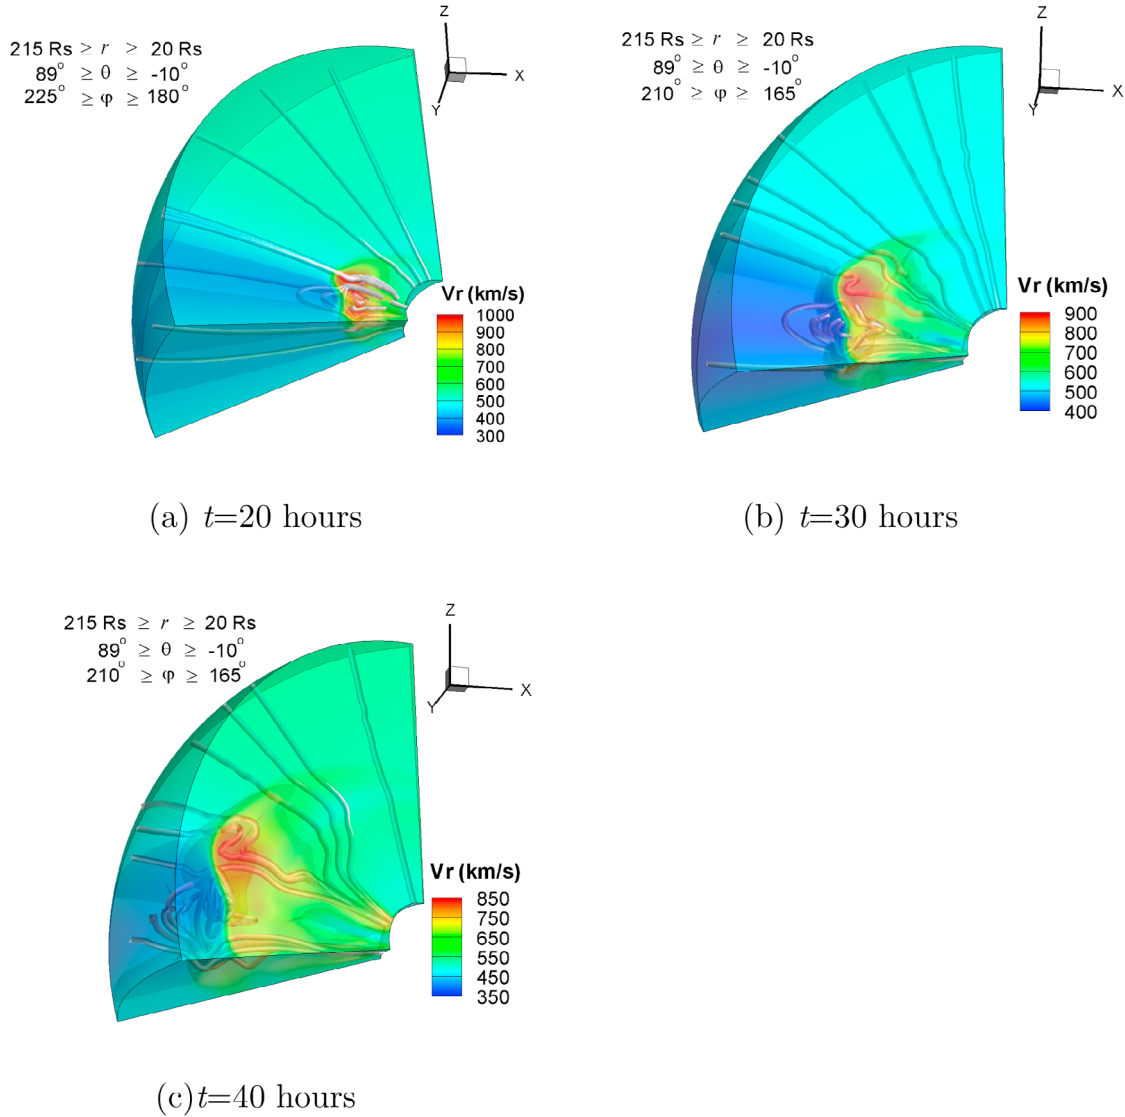 215 Rs ≥ r ≥ 20 Rs
89° ≥ θ ≥ -10°
225° ≥ φ ≥ 180°
Z
X
Y
Vr (km/s)
1000
900
800
700
600
500
400
300
(a) t=20 hours
215 Rs ≥ r ≥ 20 Rs
89° ≥ θ ≥ -10°
210° ≥ φ ≥ 165°
Z
X
Y
Vr (km/s)
900
800
700
600
500
400
(b) t=30 hours
215 Rs ≥ r ≥ 20 Rs
89° ≥ θ ≥ -10°
210° ≥ φ ≥ 165°
Z
X
Y
Vr (km/s)
850
750
650
550
450
350
(c)t=40 hours